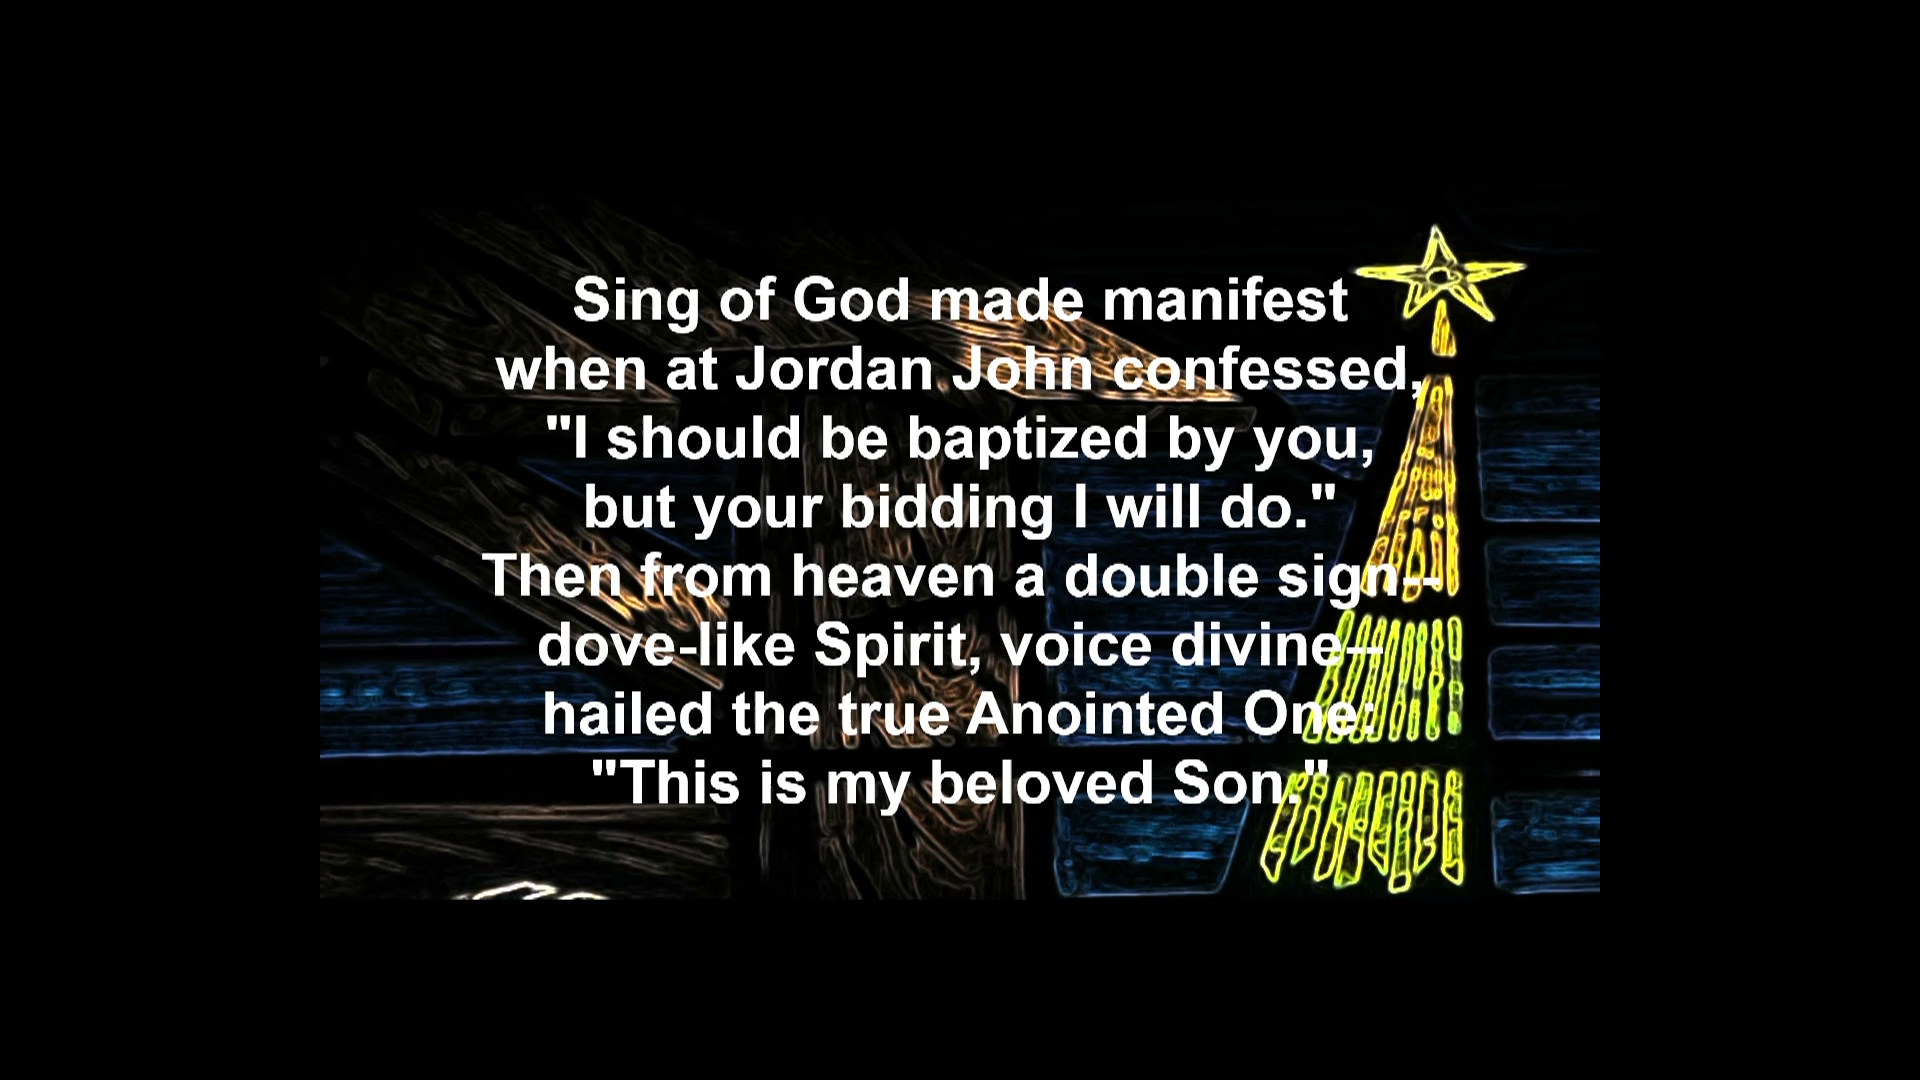 Sing of God made manifest
when at Jordan John confessed,
"I should be baptized by you,
but your bidding I will do."
Then from heaven a double sign--
dove-like Spirit, voice divine--
hailed the true Anointed One:
"This is my beloved Son."